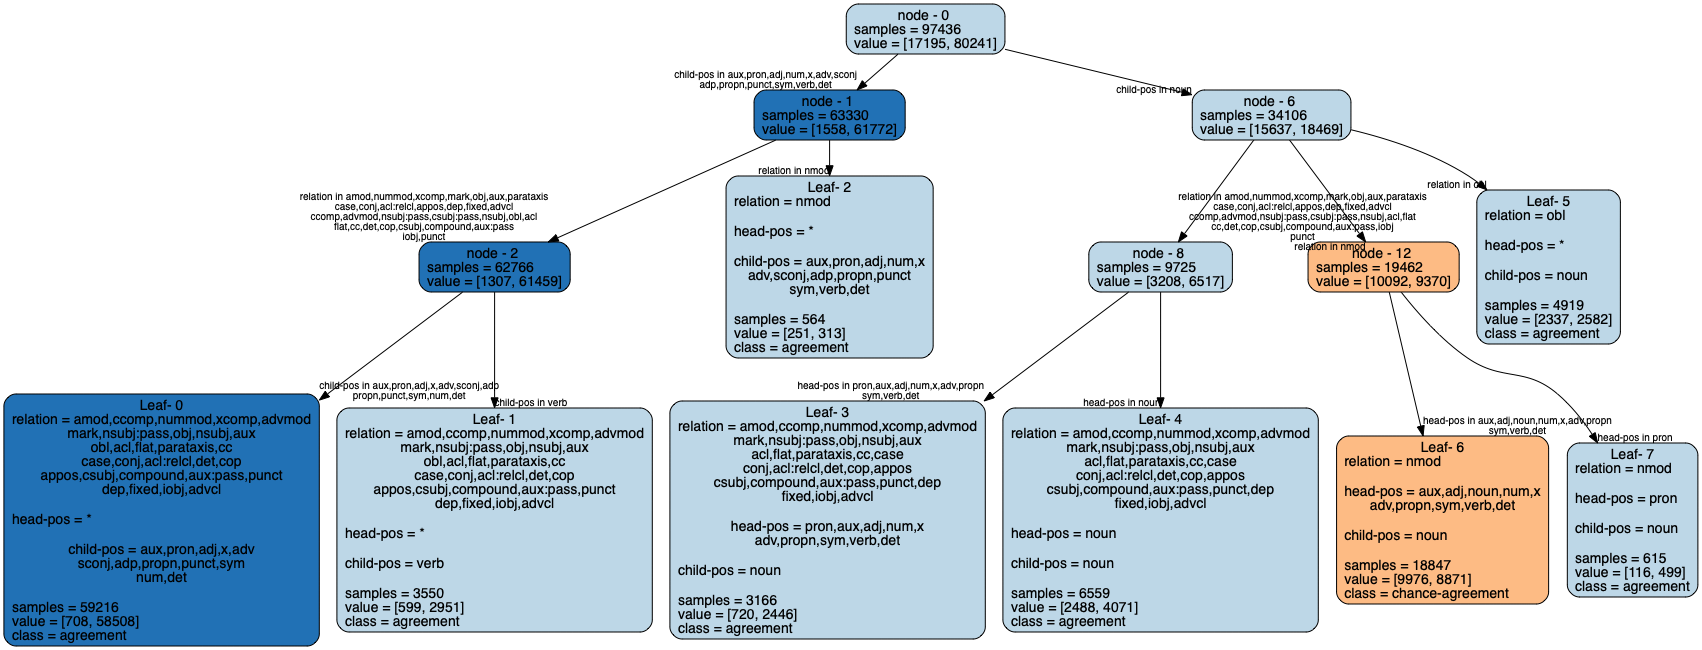 node - 0
samples = 97436
value = [17195, 80241]
child-pos in aux,pron,adj,num,x,adv,sconj
adp,propn,punct,sym,verb,det
child-pos in noun
node - 1
samples = 63330
value = [1558, 61772]
node - 6
samples = 34106
value = [15637, 18469]
relation in amod,nummod,xcomp,mark,obj,aux,parataxis
case,conj,acl:relcl,appos,dep,fixed,advcl
ccomp,advmod,nsubj:pass,csubj:pass,nsubj,obl,acl
flat,cc,det,cop,csubj,compound,aux:pass
iobj,punct
relation in nmod
relation in amod,nummod,xcomp,mark,obj,aux,parataxis
case,conj,acl:relcl,appos,dep,fixed,advcl
ccomp,advmod,nsubj:pass,csubj:pass,nsubj,acl,flat
cc,det,cop,csubj,compound,aux:pass,iobj
punct
relation in nmod
relation in obl
node - 2
samples = 62766
value = [1307, 61459]
Leaf- 2
relation = nmod
head-pos = *
child-pos = aux,pron,adj,num,x
adv,sconj,adp,propn,punct
sym,verb,det
samples = 564
value = [251, 313]
class = agreement
node - 8
samples = 9725
value = [3208, 6517]
node - 12
samples = 19462
value = [10092, 9370]
Leaf- 5
relation = obl
head-pos = *
child-pos = noun
samples = 4919
value = [2337, 2582]
class = agreement
child-pos in aux,pron,adj,x,adv,sconj,adp
propn,punct,sym,num,det
child-pos in verb
head-pos in pron,aux,adj,num,x,adv,propn
sym,verb,det
head-pos in noun
head-pos in aux,adj,noun,num,x,adv,propn
sym,verb,det
head-pos in pron
Leaf- 0
relation = amod,ccomp,nummod,xcomp,advmod
mark,nsubj:pass,obj,nsubj,aux
obl,acl,flat,parataxis,cc
case,conj,acl:relcl,det,cop
appos,csubj,compound,aux:pass,punct
dep,fixed,iobj,advcl
head-pos = *
child-pos = aux,pron,adj,x,adv
sconj,adp,propn,punct,sym
num,det
samples = 59216
value = [708, 58508]
class = agreement
Leaf- 1
relation = amod,ccomp,nummod,xcomp,advmod
mark,nsubj:pass,obj,nsubj,aux
obl,acl,flat,parataxis,cc
case,conj,acl:relcl,det,cop
appos,csubj,compound,aux:pass,punct
dep,fixed,iobj,advcl
head-pos = *
child-pos = verb
samples = 3550
value = [599, 2951]
class = agreement
Leaf- 3
relation = amod,ccomp,nummod,xcomp,advmod
mark,nsubj:pass,obj,nsubj,aux
acl,flat,parataxis,cc,case
conj,acl:relcl,det,cop,appos
csubj,compound,aux:pass,punct,dep
fixed,iobj,advcl
head-pos = pron,aux,adj,num,x
adv,propn,sym,verb,det
child-pos = noun
samples = 3166
value = [720, 2446]
class = agreement
Leaf- 4
relation = amod,ccomp,nummod,xcomp,advmod
mark,nsubj:pass,obj,nsubj,aux
acl,flat,parataxis,cc,case
conj,acl:relcl,det,cop,appos
csubj,compound,aux:pass,punct,dep
fixed,iobj,advcl
head-pos = noun
child-pos = noun
samples = 6559
value = [2488, 4071]
class = agreement
Leaf- 6
relation = nmod
head-pos = aux,adj,noun,num,x
adv,propn,sym,verb,det
child-pos = noun
samples = 18847
value = [9976, 8871]
class = chance-agreement
Leaf- 7
relation = nmod
head-pos = pron
child-pos = noun
samples = 615
value = [116, 499]
class = agreement